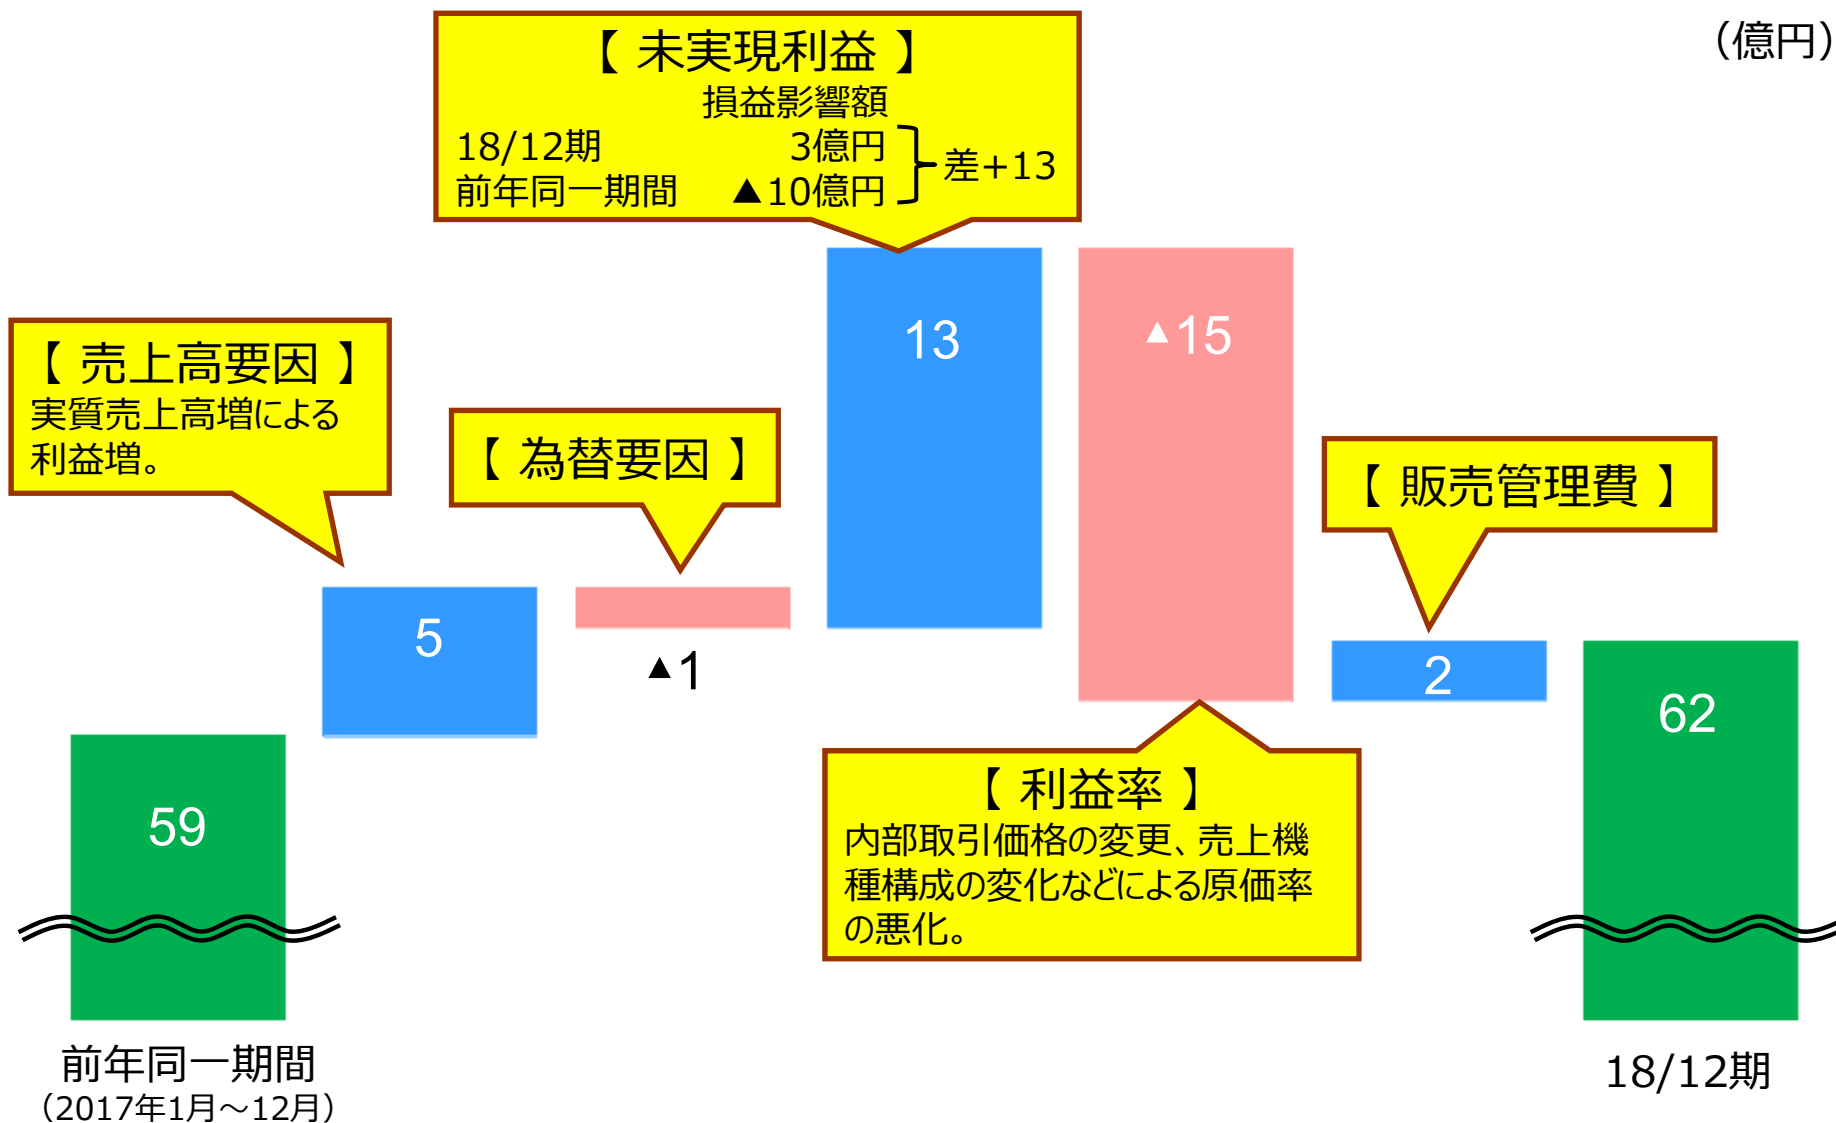 （億円）
【 未実現利益 】
損益影響額
18/12期 3億円
前年同一期間 ▲10億円
差+13
【 売上高要因 】
実質売上高増による
利益増。
【 為替要因 】
13
▲15
【 販売管理費 】
5
▲1
2
59
62
【 利益率 】
内部取引価格の変更、売上機
種構成の変化などによる原価率
の悪化。
前年同一期間
（2017年1月～12月）
18/12期